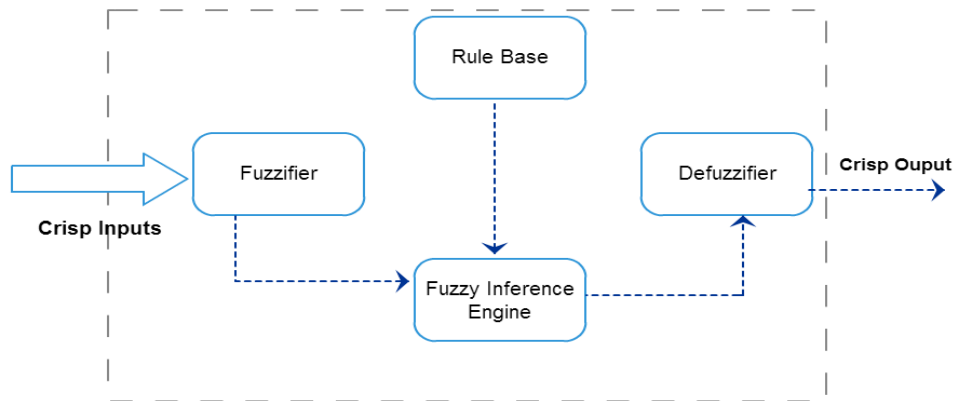 Rule Base
Fuzzifier
Defuzzifier
Crisp Ouput
Crisp Inputs
Fuzzy Inference
Engine